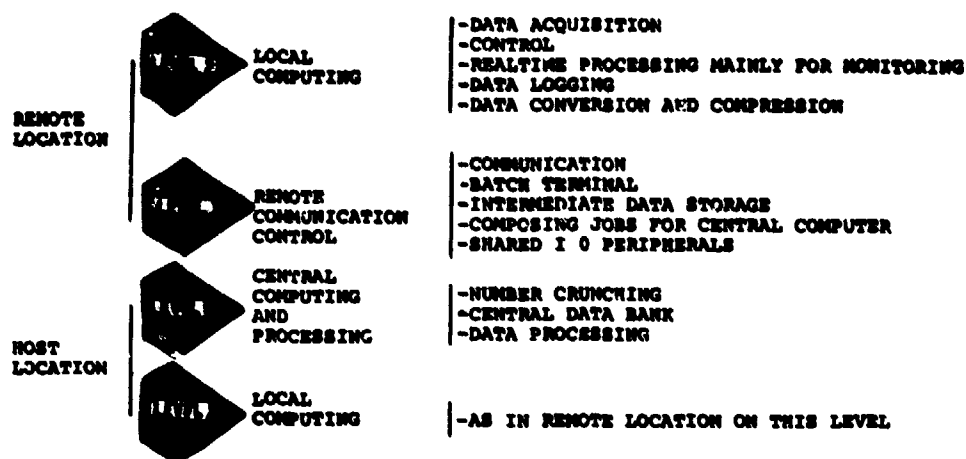 REMOTE
LOCATION
LOCAL
COMPUTING
-DATA ACQUISITION
-CONTROL
-REALTIME PROCESSING MAINLY FOR MONITORING
-DATA LOGGING
-DATA CONVERSION AND COMPRESSION
REMOTE
COMMUNICATION
CONTROL
-COMMUNICATION
-BATCH TERMINAL
-INTERMEDIATE DATA STORAGE
-COMPOSING JOBS FOR CENTRAL COMPUTER
-SHARED I O PERIPHERALS
HOST
LOCATION
CENTRAL
COMPUTING
AND
PROCESSING
-NUMBER CRUNCHING
-CENTRAL DATA BANK
-DATA PROCESSING
LOCAL
COMPUTING
-AS IN REMOTE LOCATION ON THIS LEVEL